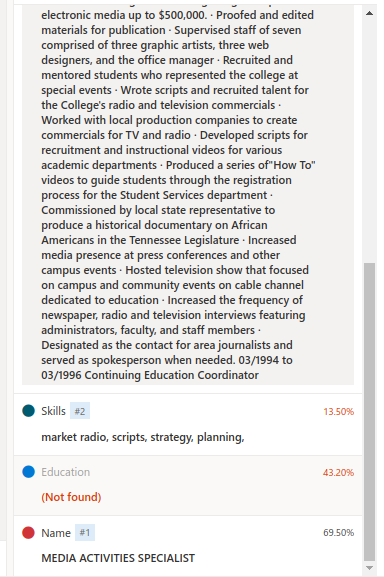 electronic media up to $500,000. · Proofed and edited
materials for publication · Supervised staff of seven
comprised of three graphic artists, three web
designers, and the office manager · Recruited and
mentored students who represented the college at
special events · Wrote scripts and recruited talent for
the College's radio and television commercials ·
Worked with local production companies to create
commercials for TV and radio · Developed scripts for
recruitment and instructional videos for various
academic departments · Produced a series of"How To"
videos to guide students through the registration
process for the Student Services department ·
Commissioned by local state representative to
produce a historical documentary on African
Americans in the Tennessee Legislature · Increased
media presence at press conferences and other
campus events · Hosted television show that focused
on campus and community events on cable channel
dedicated to education · Increased the frequency of
newspaper, radio and television interviews featuring
administrators, faculty, and staff members ·
Designated as the contact for area journalists and
served as spokesperson when needed. 03/1994 to
03/1996 Continuing Education Coordinator
Skills #2 13.50%
market radio, scripts, strategy, planning,
Education 43.20%
(Not found)
Name #1 69.50%
MEDIA ACTIVITIES SPECIALIST